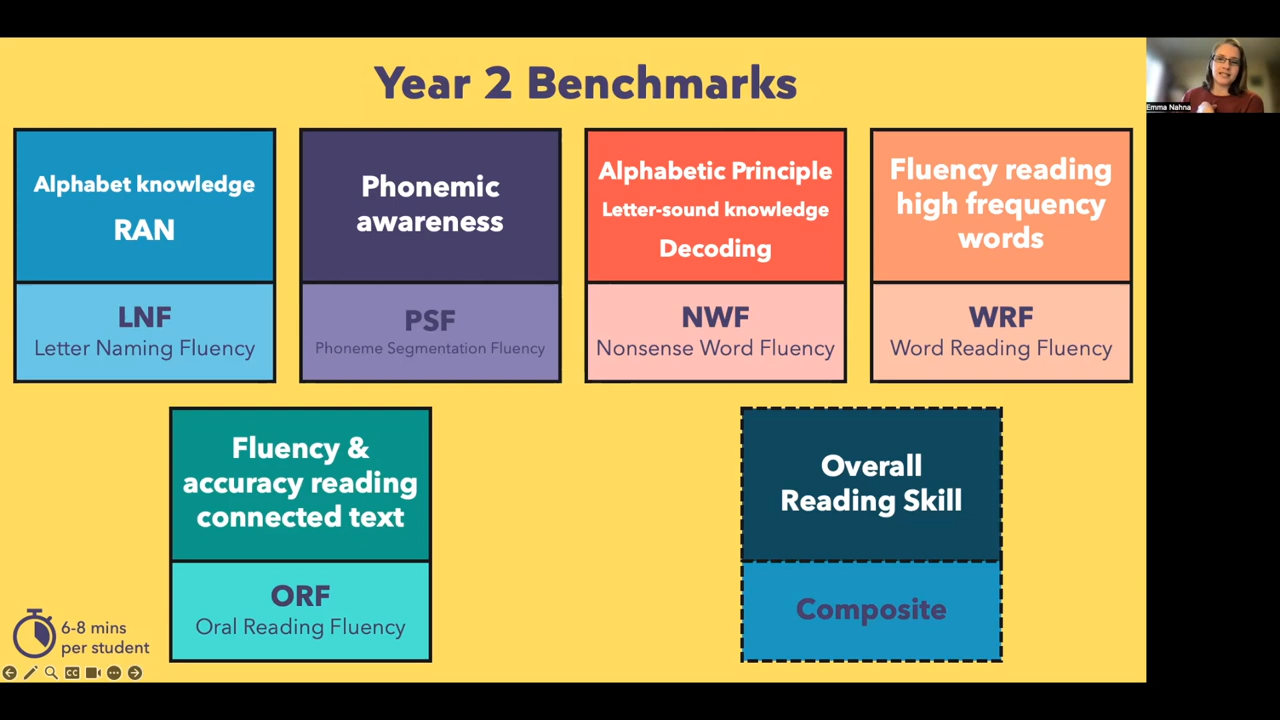 Year 2 Benchmarks
Emma Nahna
Alphabet knowledge
RAN
LNF
Letter Naming Fluency
Phonemic
awareness
PSF
Phoneme Segmentation Fluency
Alphabetic Principle
Letter-sound knowledge
Decoding
NWF
Nonsense Word Fluency
Fluency reading
high frequency
words
WRF
Word Reading Fluency
Fluency &
accuracy reading
connected text
ORF
Oral Reading Fluency
Overall
Reading Skill
Composite
6-8 mins
per student
CC